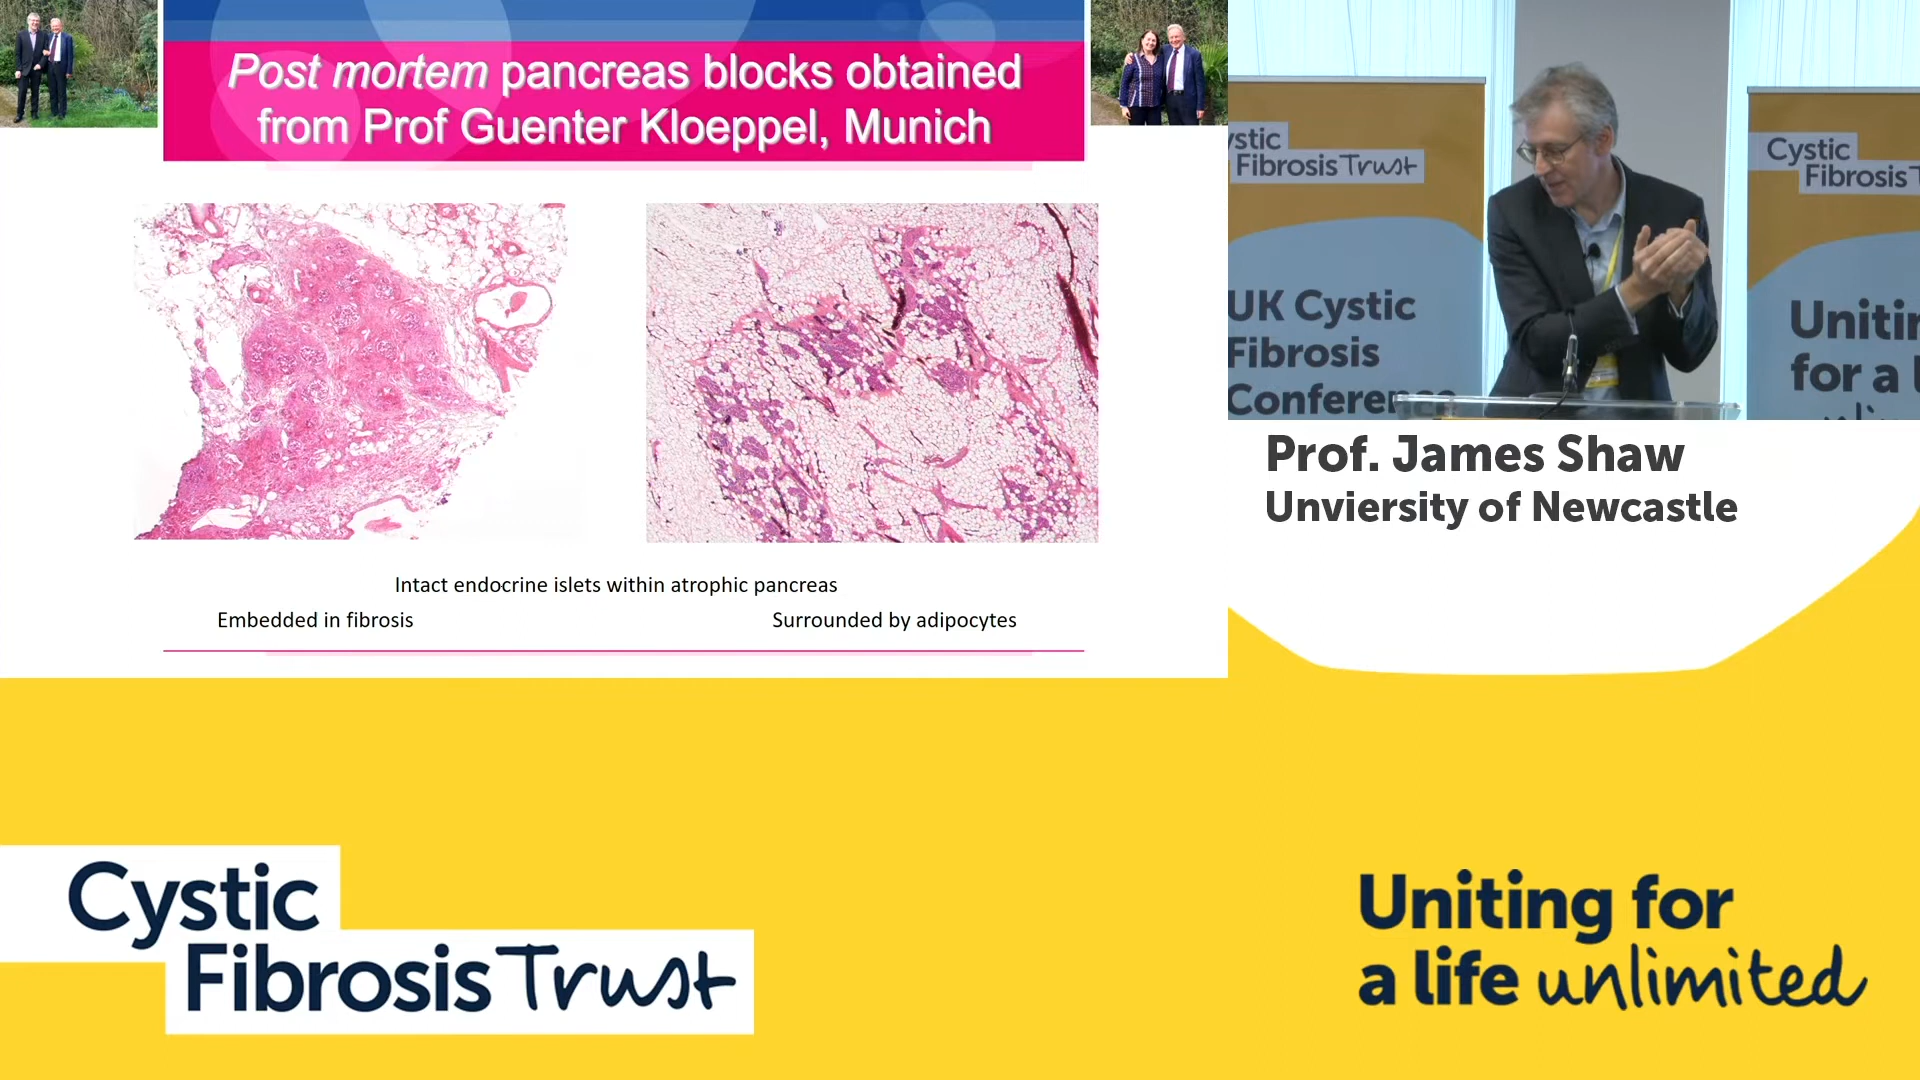 Post mortem pancreas blocks obtained
from Prof Guenter Kloeppel, Munich
Intact endocrine islets within atrophic pancreas
Embedded in fibrosis
Surrounded by adipocytes
ystic
Fibrosis Trust
UK Cystic
Fibrosis
Conference
Cystic
Fibrosis T
Unitin
for a
Prof. James Shaw
Unviersity of Newcastle
Cystic
Fibrosis Trust
Uniting for
a life unlimited